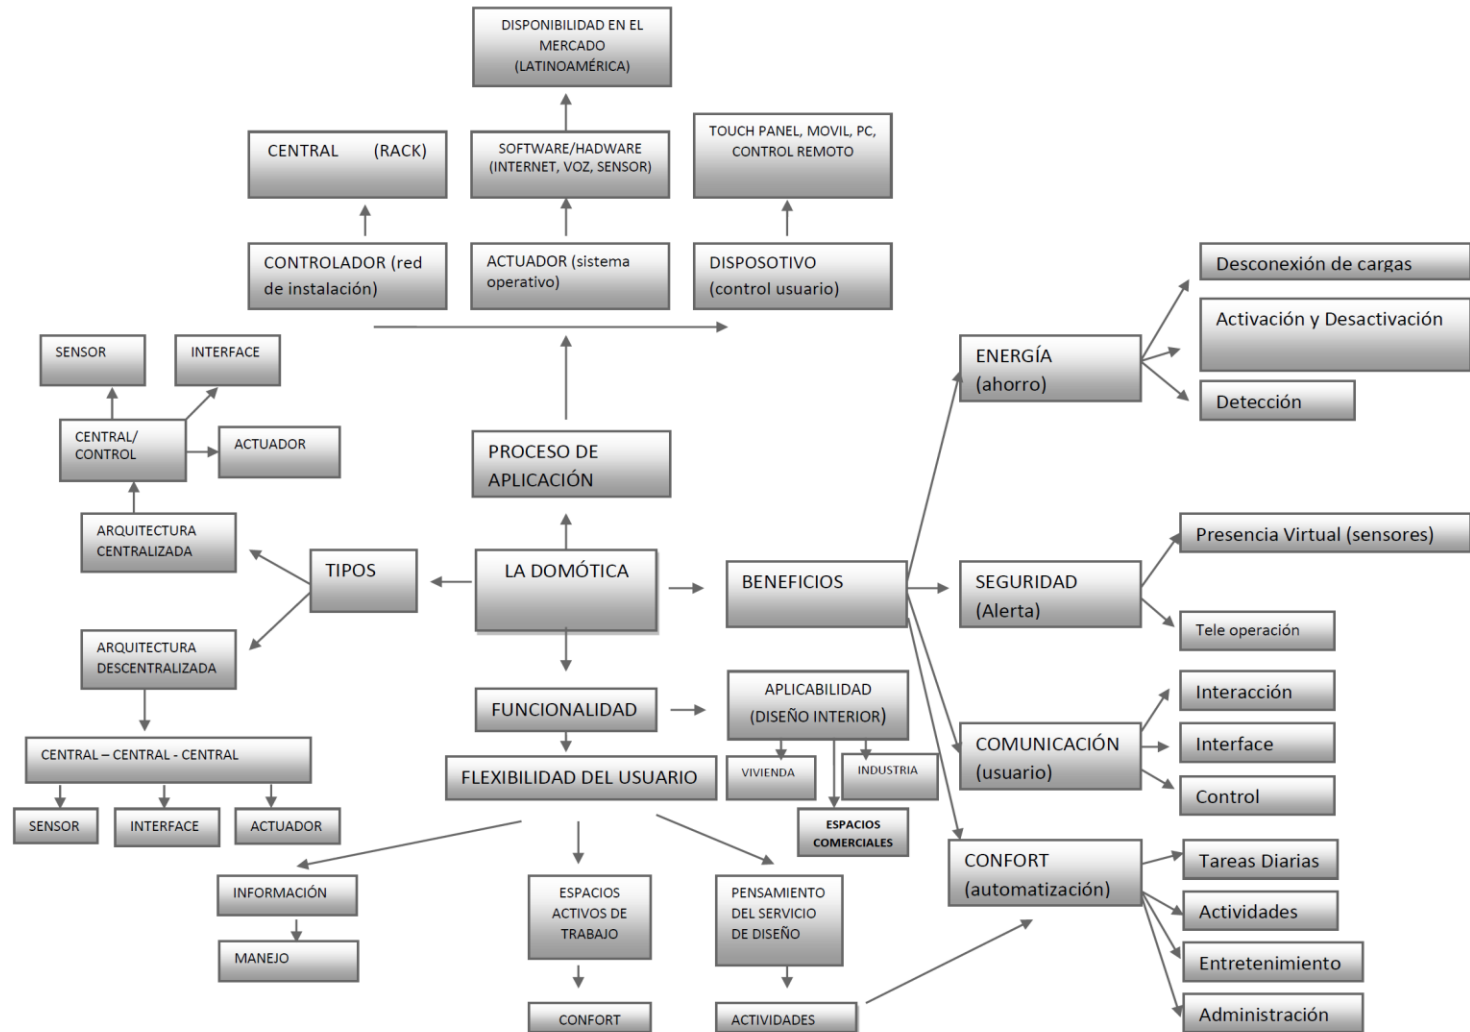 DISPONIBILIDAD EN EL
MERCADO
(LATINOAMÉRICA)
CENTRAL (RACK)
SOFTWARE/HADWARE
(INTERNET, VOZ, SENSOR)
TOUCH PANEL, MOVIL, PC,
CONTROL REMOTO
CONTROLADOR (red
de instalación)
ACTUADOR (sistema
operativo)
DISPOSOTIVO
(control usuario)
SENSOR
INTERFACE
CENTRAL/
CONTROL
ACTUADOR
ARQUITECTURA
CENTRALIZADA
PROCESO DE
APLICACIÓN
TIPOS
LA DOMÓTICA
BENEFICIOS
ARQUITECTURA
DESCENTRALIZADA
CENTRAL – CENTRAL - CENTRAL
SENSOR
INTERFACE
ACTUADOR
FUNCIONALIDAD
APLICABILIDAD
(DISEÑO INTERIOR)
VIVIENDA
INDUSTRIA
ESPACIOS
COMERCIALES
FLEXIBILIDAD DEL USUARIO
INFORMACIÓN
MANEJO
ESPACIOS
ACTIVOS DE
TRABAJO
CONFORT
PENSAMIENTO
DEL SERVICIO
DE DISEÑO
ACTIVIDADES
ENERGÍA
(ahorro)
Desconexión de cargas
Activación y Desactivación
Detección
SEGURIDAD
(Alerta)
Presencia Virtual (sensores)
Tele operación
COMUNICACIÓN
(usuario)
Interacción
Interface
Control
CONFORT
(automatización)
Tareas Diarias
Actividades
Entretenimiento
Administración